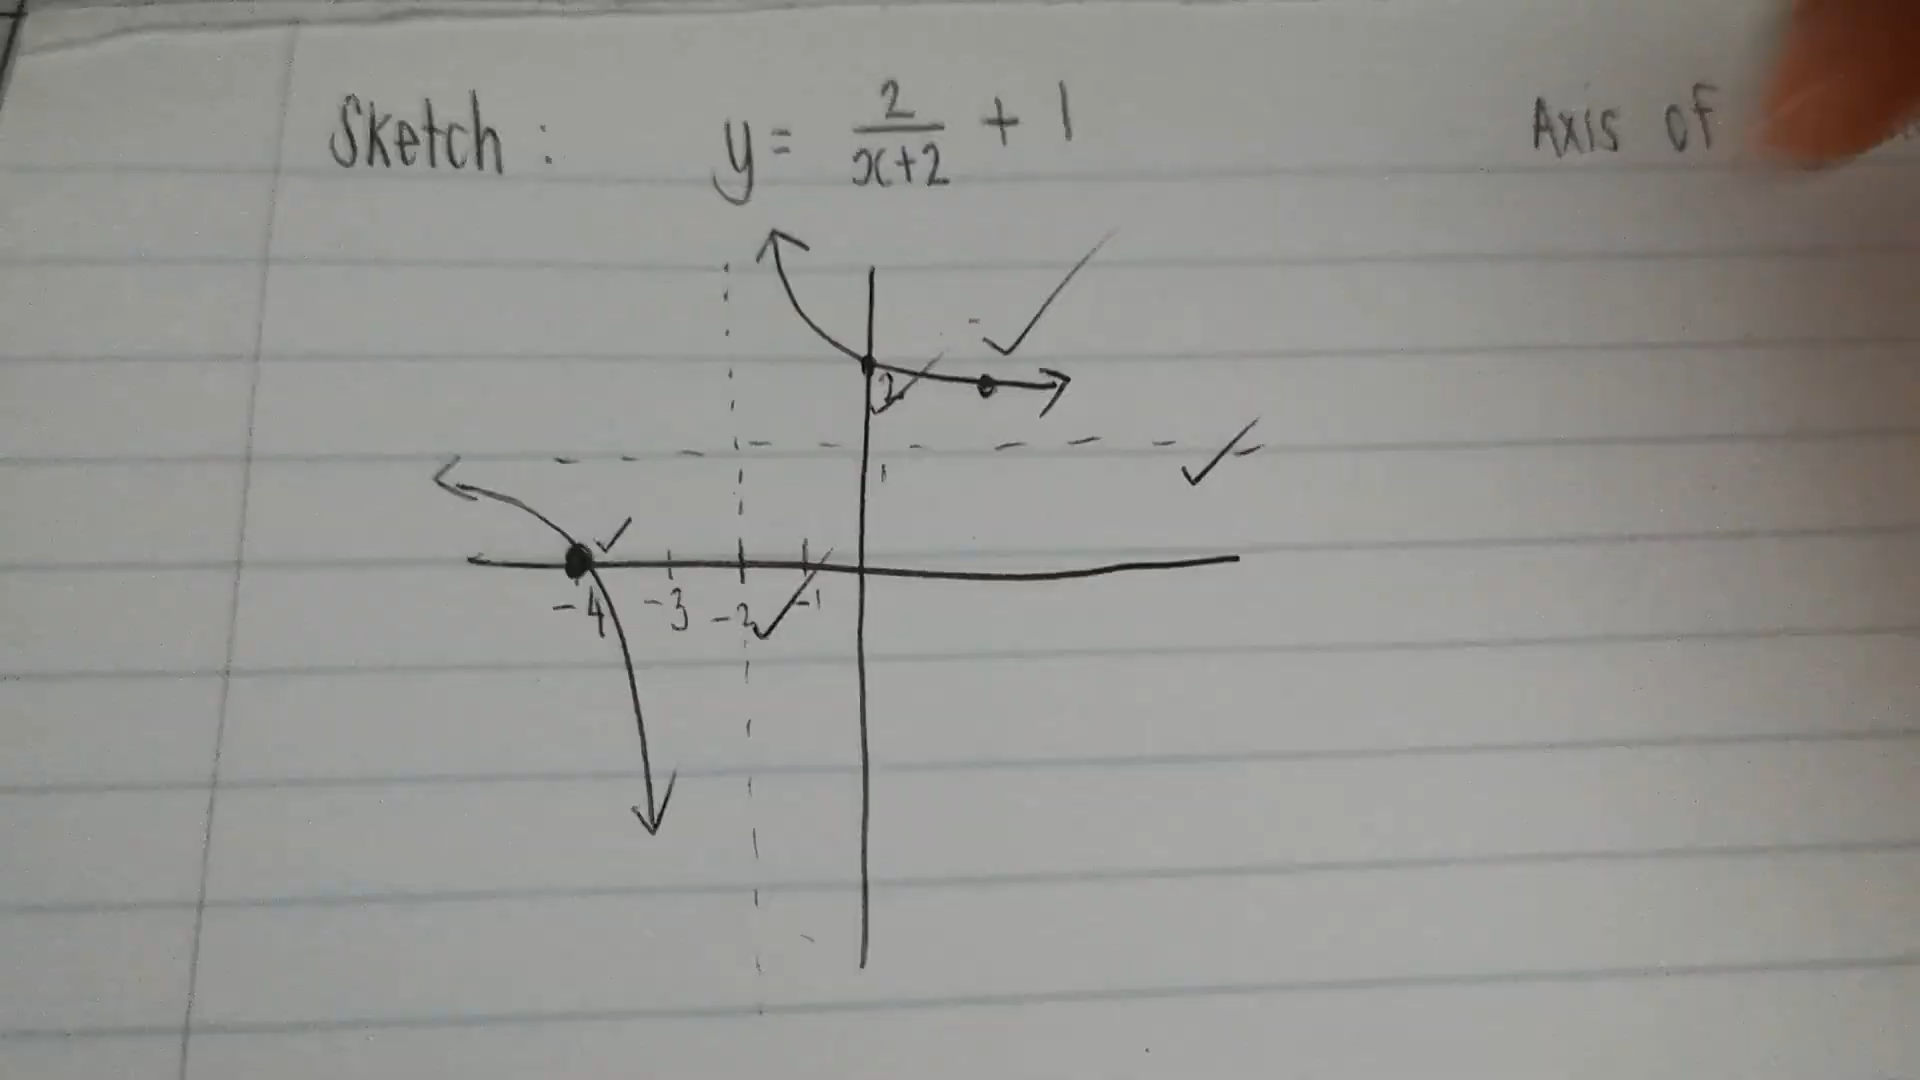 Sketch : y = 2/(x+2) + 1
Axis of
2
1
-4 -3 -2 -1